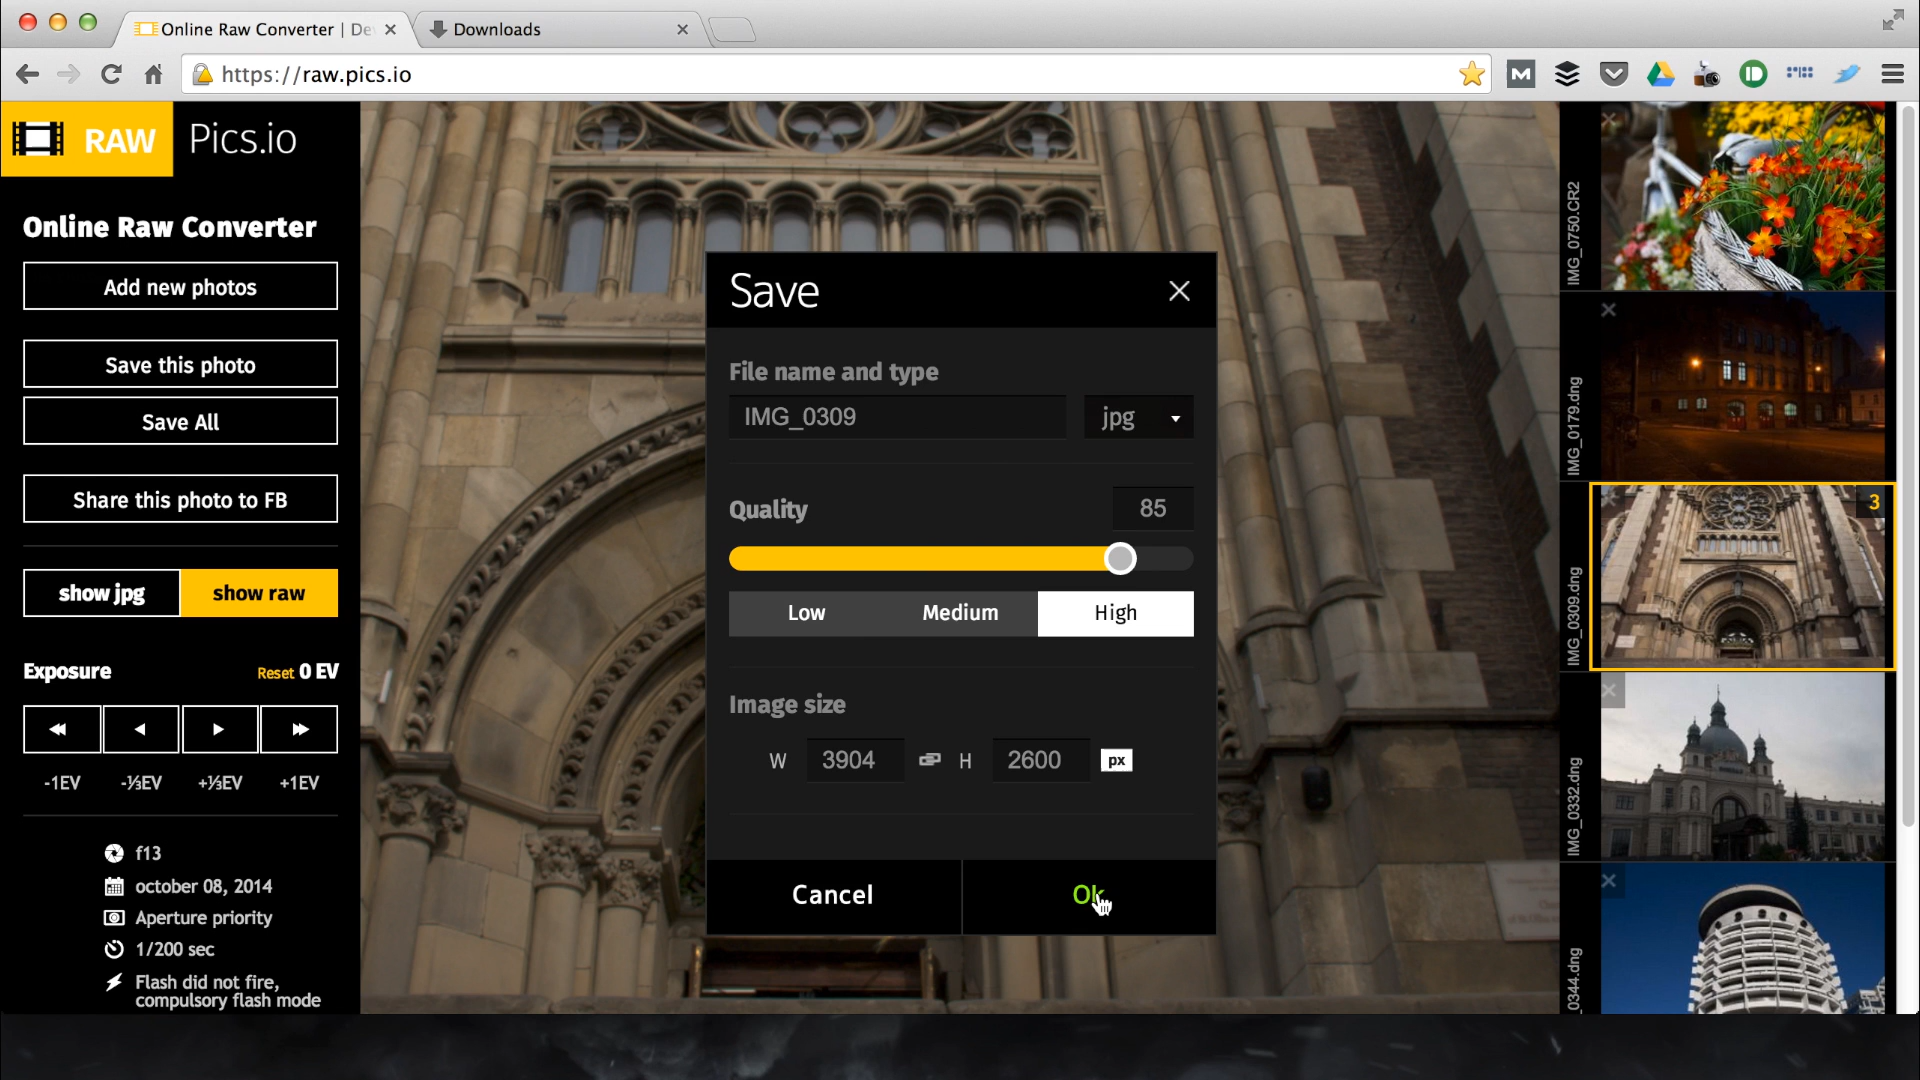 Online Raw Converter | De
Downloads
https://raw.pics.io
RAW Pics.io
Online Raw Converter
Add new photos
Save this photo
Save All
Share this photo to FB
show jpg show raw
Exposure Reset 0 EV
-1EV -⅓EV +⅓EV +1EV
f13
october 08, 2014
Aperture priority
1/200 sec
Flash did not fire,
compulsory flash mode
Save
File name and type
IMG_0309 jpg
Quality 85
Low Medium High
Image size
W 3904 H 2600 px
Cancel Ok
IMG_0750.CR2
IMG_0179.dng
3
IMG_0309.dng
IMG_0332.dng
0344.dng